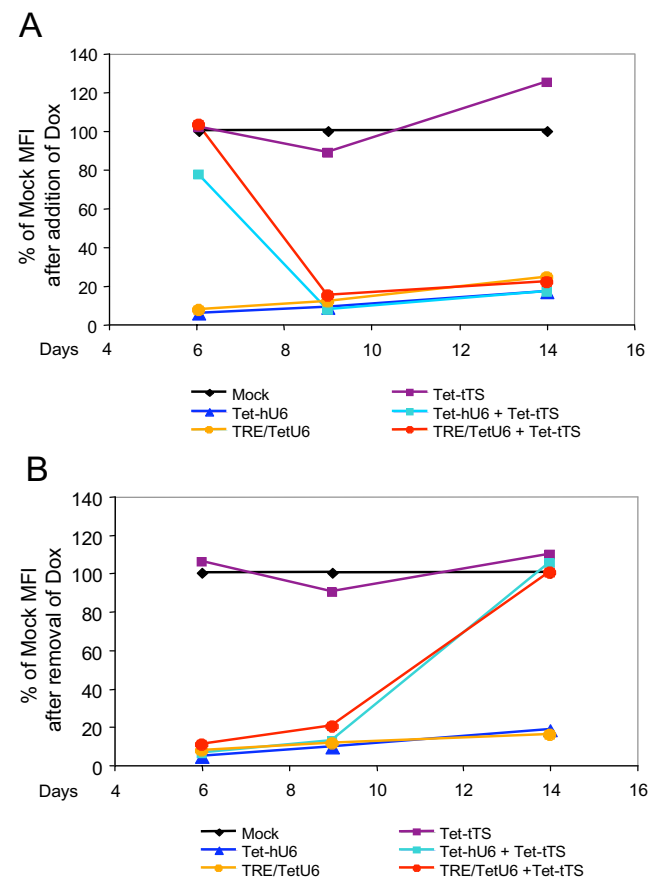 A
% of Mock MFI
after addition of Dox
140
120
100
80
60
40
20
0
Days 4 6 8 10 12 14 16
Mock Tet-tTS
Tet-hU6 Tet-hU6 + Tet-tTS
TRE/TetU6 TRE/TetU6 + Tet-tTS
B
% of Mock MFI
after removal of Dox
140
120
100
80
60
40
20
0
Days 4 6 8 10 12 14 16
Mock Tet-tTS
Tet-hU6 Tet-hU6 + Tet-tTS
TRE/TetU6 TRE/TetU6 +Tet-tTS